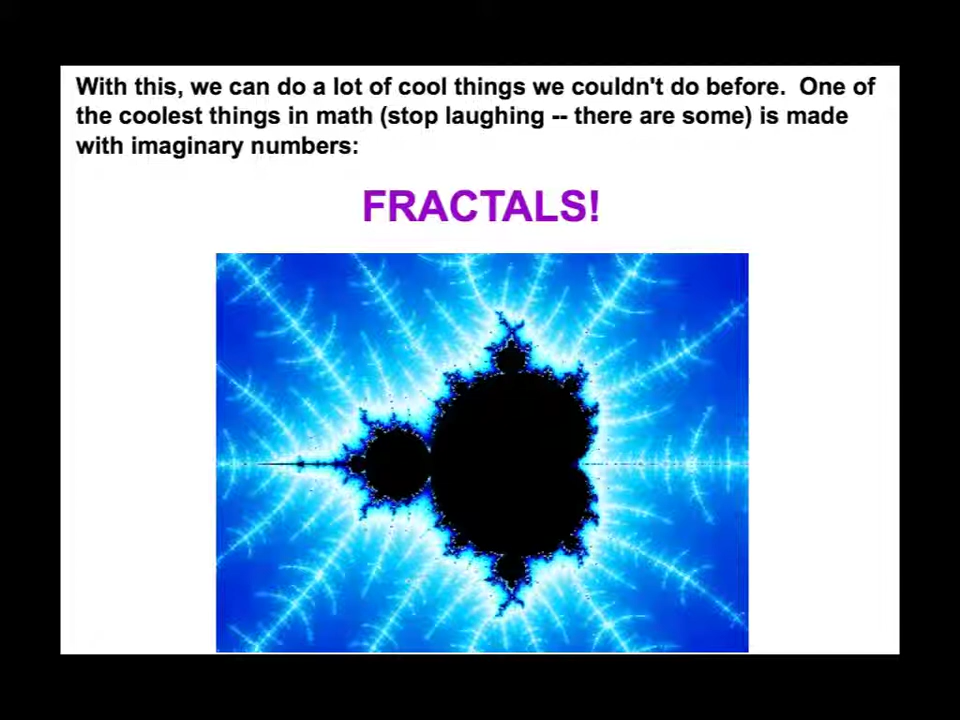 With this, we can do a lot of cool things we couldn't do before.  One of
the coolest things in math (stop laughing -- there are some) is made
with imaginary numbers:
FRACTALS!